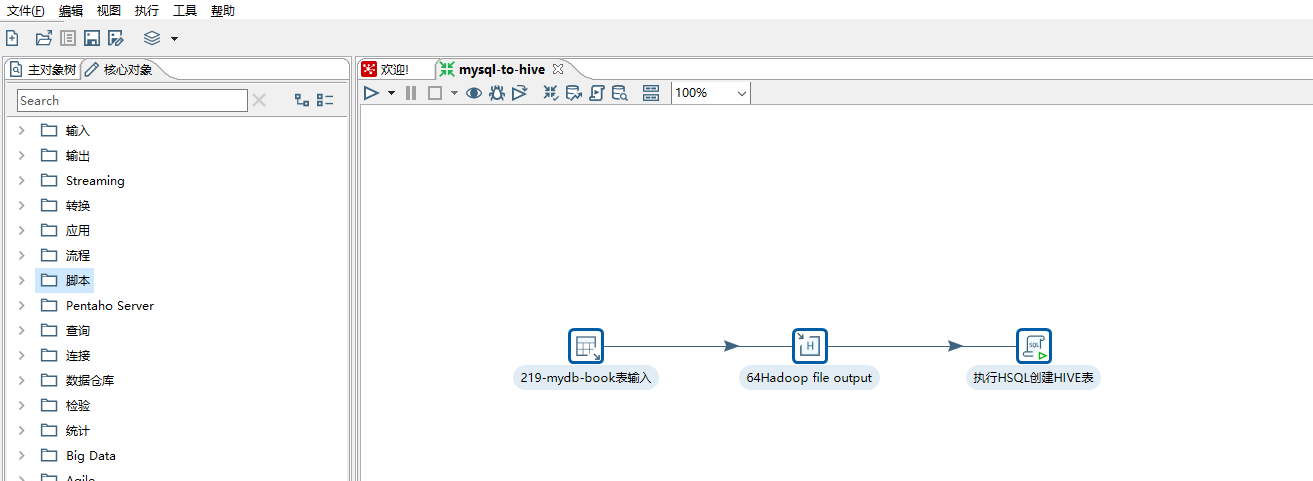 文件(F) 编辑 视图 执行 工具 帮助
主对象树 核心对象
欢迎! mysql-to-hive
Search
100%
输入
输出
Streaming
转换
应用
流程
脚本
Pentaho Server
查询
连接
数据仓库
检验
统计
Big Data
Agile
219-mydb-book表输入
H
64Hadoop file output
SQL
执行HSQL创建HIVE表